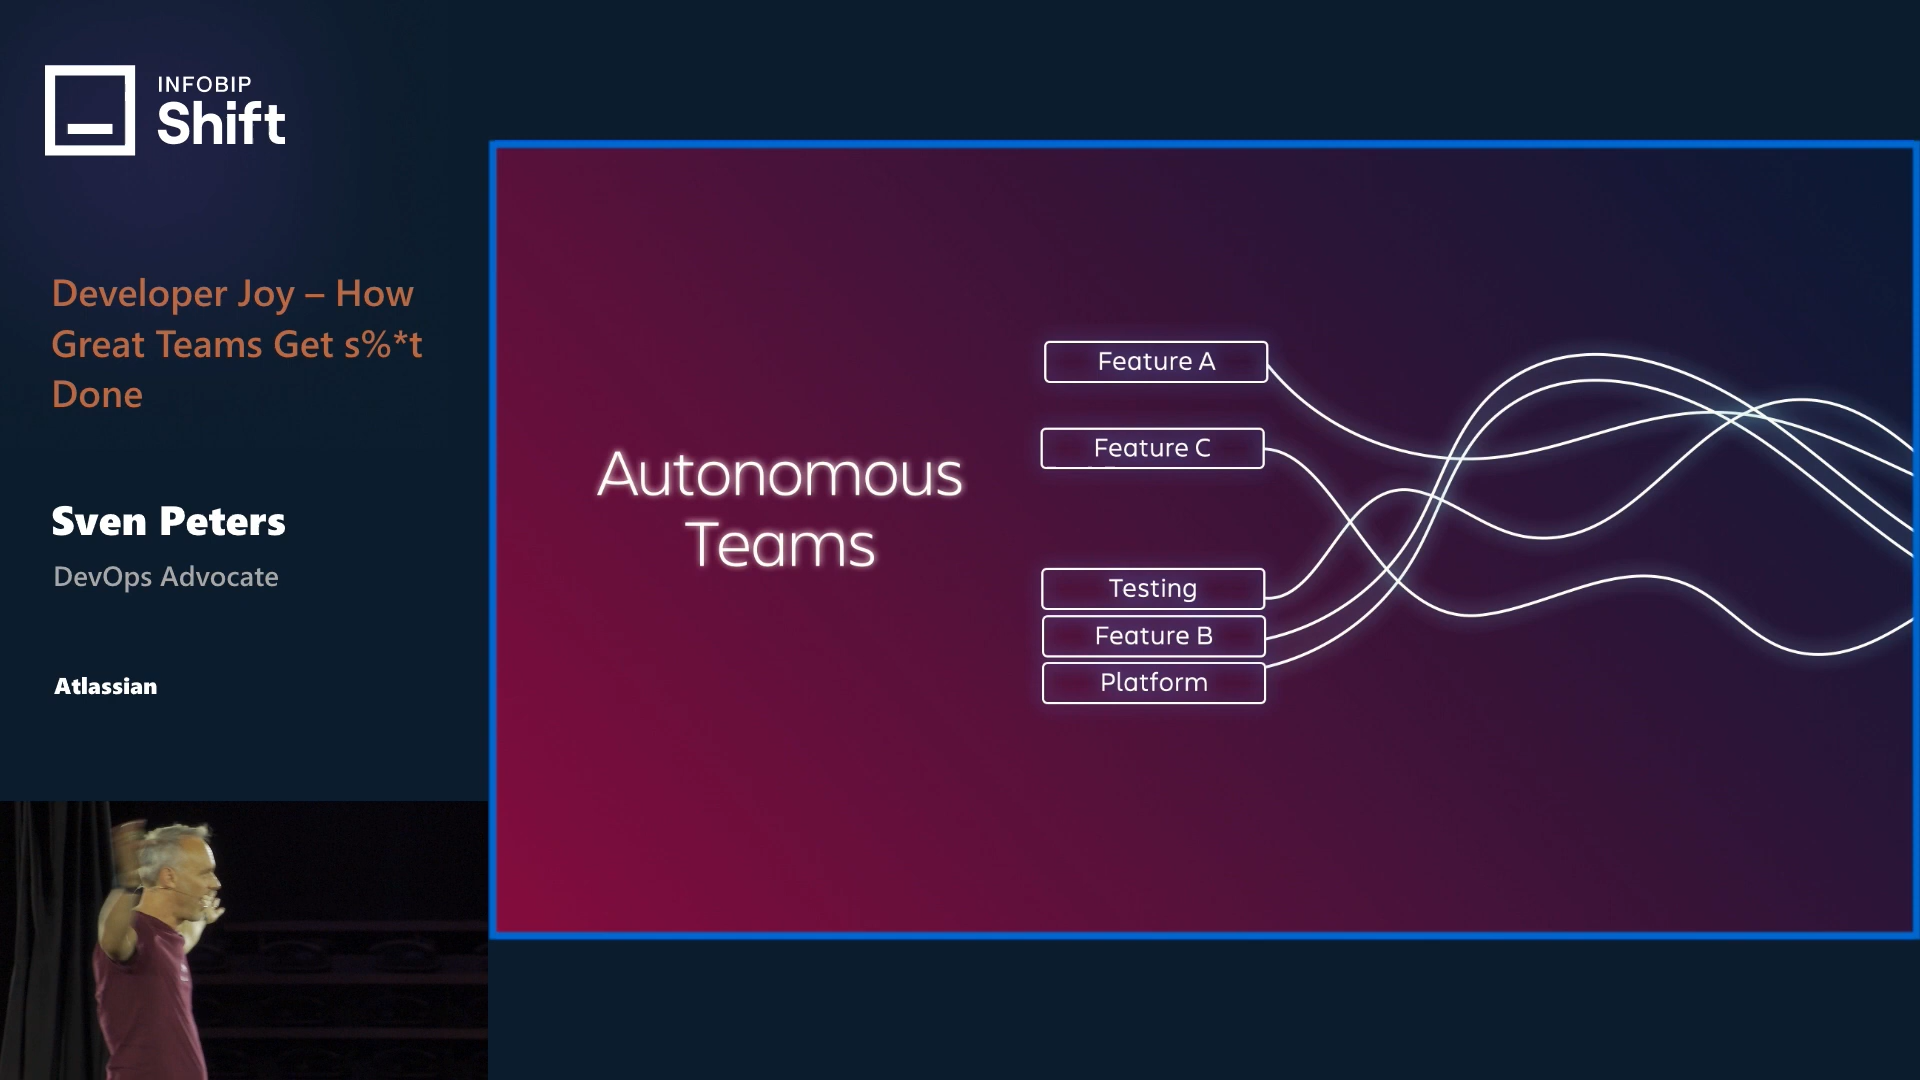 INFOBIP
Shift
Developer Joy – How
Great Teams Get s%*t
Done
Sven Peters
DevOps Advocate
Atlassian
Autonomous
Teams
Feature A
Feature C
Testing
Feature B
Platform